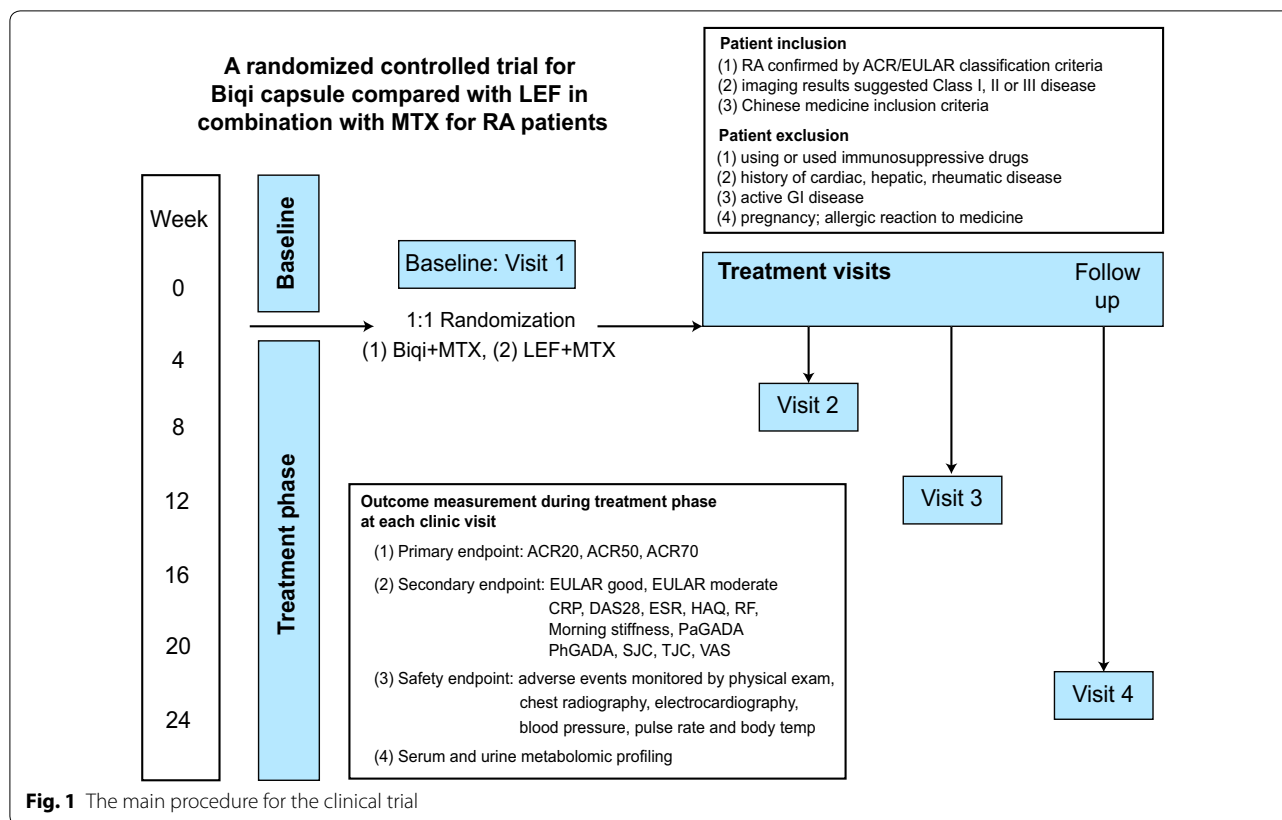 A randomized controlled trial for
Biqi capsule compared with LEF in
combination with MTX for RA patients
Patient inclusion
(1) RA confirmed by ACR/EULAR classification criteria
(2) imaging results suggested Class I, II or III disease
(3) Chinese medicine inclusion criteria
Patient exclusion
(1) using or used immunosuppressive drugs
(2) history of cardiac, hepatic, rheumatic disease
(3) active GI disease
(4) pregnancy; allergic reaction to medicine
Week
0
4
8
12
16
20
24
Baseline
Treatment phase
Baseline: Visit 1
1:1 Randomization
(1) Biqi+MTX, (2) LEF+MTX
Treatment visits
Follow
up
Visit 2
Visit 3
Visit 4
Outcome measurement during treatment phase
at each clinic visit
(1) Primary endpoint: ACR20, ACR50, ACR70
(2) Secondary endpoint: EULAR good, EULAR moderate
CRP, DAS28, ESR, HAQ, RF,
Morning stiffness, PaGADA
PhGADA, SJC, TJC, VAS
(3) Safety endpoint: adverse events monitored by physical exam,
chest radiography, electrocardiography,
blood pressure, pulse rate and body temp
(4) Serum and urine metabolomic profiling
Fig. 1 The main procedure for the clinical trial